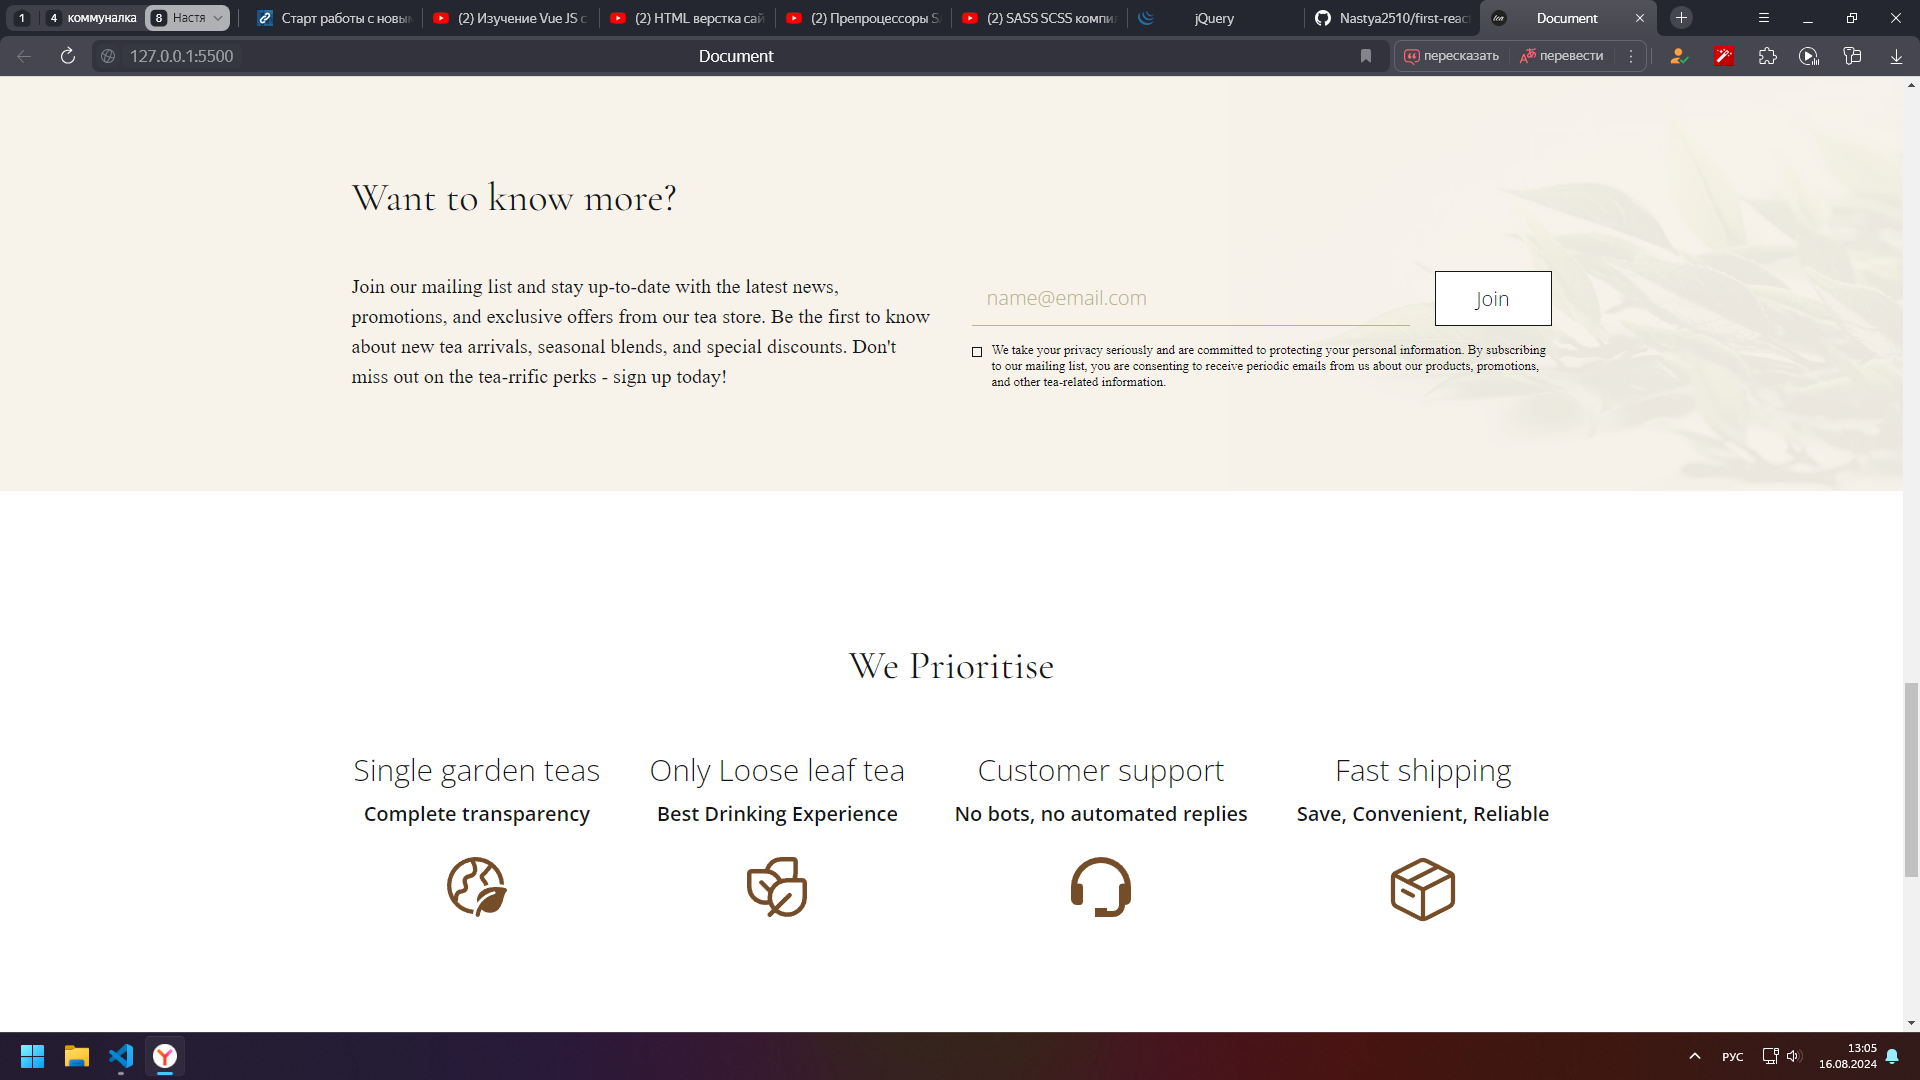 1
4 коммуналка
8 Настя
Старт работы с новым
(2) Изучение Vue JS с
(2) HTML верстка сай
(2) Препроцессоры SA
(2) SASS SCSS компил
jQuery
Nastya2510/first-reac
tea
Document
127.0.0.1:5500
Document
пересказать
перевести
Want to know more?
Join our mailing list and stay up-to-date with the latest news,
promotions, and exclusive offers from our tea store. Be the first to know
about new tea arrivals, seasonal blends, and special discounts. Don't
miss out on the tea-rrific perks - sign up today!
name@email.com
Join
We take your privacy seriously and are committed to protecting your personal information. By subscribing
to our mailing list, you are consenting to receive periodic emails from us about our products, promotions,
and other tea-related information.
We Prioritise
Single garden teas
Complete transparency
Only Loose leaf tea
Best Drinking Experience
Customer support
No bots, no automated replies
Fast shipping
Save, Convenient, Reliable
РУС
13:05
16.08.2024